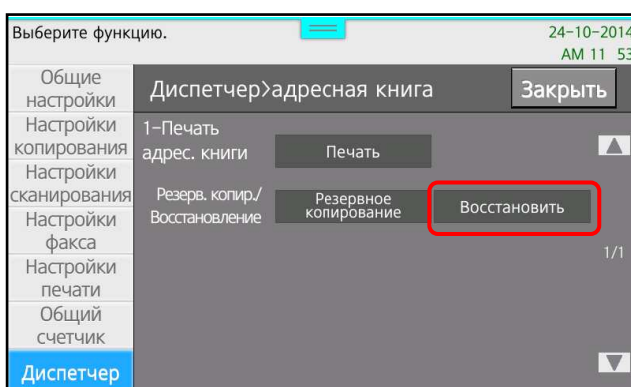 Выберите функцию.
24-10-2014
AM 11 53
Общие
настройки
Настройки
копирования
Настройки
сканирования
Настройки
факса
Настройки
печати
Общий
счетчик
Диспетчер
Диспетчер>адресная книга
Закрыть
1-Печать
адрес. книги
Печать
Резерв. копир./
Восстановление
Резервное
копирование
Восстановить
1/1